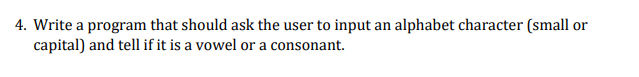 4. Write a program that should ask the user to input an alphabet character (small or
capital) and tell if it is a vowel or a consonant.